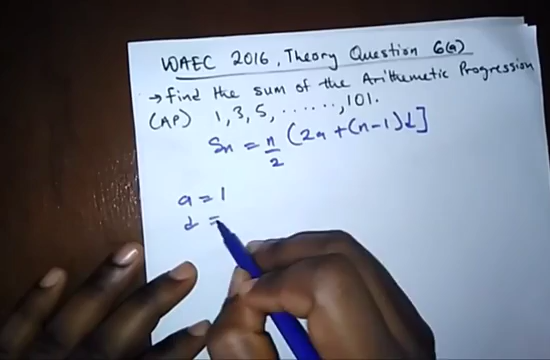 WAEC 2016, Theory Question 6(a)
→ find the sum of the Arithemetic Progression
(AP) 1, 3, 5, ......, 101.
Sn = n/2 (2a + (n-1)d]
a = 1
d =